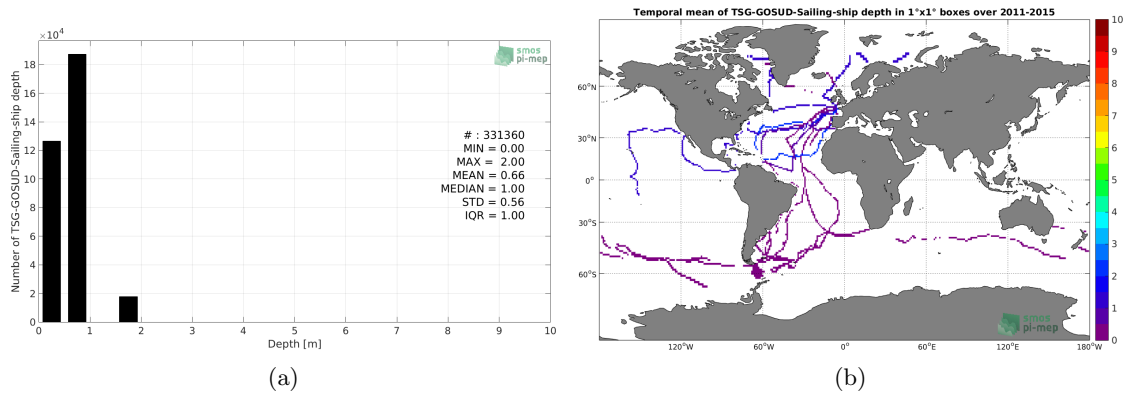 ×10⁴
18
16
14
12
10
8
6
4
2
0
Number of TSG-GOSUD-Sailing-ship depth
smos
pi-mep
# : 331360
MIN = 0.00
MAX = 2.00
MEAN = 0.66
MEDIAN = 1.00
STD = 0.56
IQR = 1.00
0 1 2 3 4 5 6 7 8 9 10
Depth [m]
(a)
Temporal mean of TSG-GOSUD-Sailing-ship depth in 1°x1° boxes over 2011-2015
60°N
30°N
0°
30°S
60°S
120°W 60°W 0° 60°E 120°E 180°W
smos
pi-mep
10
9
8
7
6
5
4
3
2
1
0
(b)